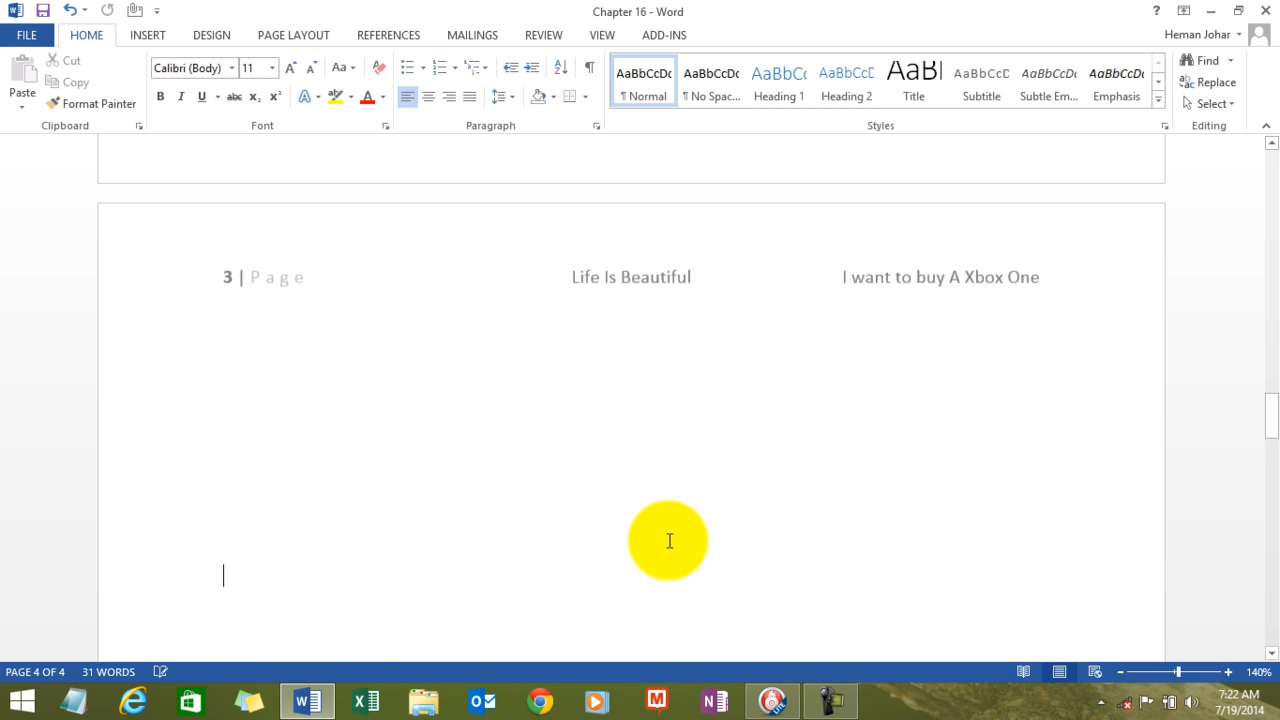 Chapter 16 - Word
Heman Johar
FILE HOME INSERT DESIGN PAGE LAYOUT REFERENCES MAILINGS REVIEW VIEW ADD-INS
Paste
Cut
Copy
Format Painter
Clipboard
Calibri (Body) 11
Font
Paragraph
AaBbCcDc AaBbCcDc AaBbCc AaBbCcD AaBl AaBbCcD AaBbCcDc AaBbCcDc
¶ Normal ¶ No Spac... Heading 1 Heading 2 Title Subtitle Subtle Em... Emphasis
Styles
Find
Replace
Select
Editing
3 | P a g e Life Is Beautiful I want to buy A Xbox One
PAGE 4 OF 4 31 WORDS 140%
7:22 AM
7/19/2014